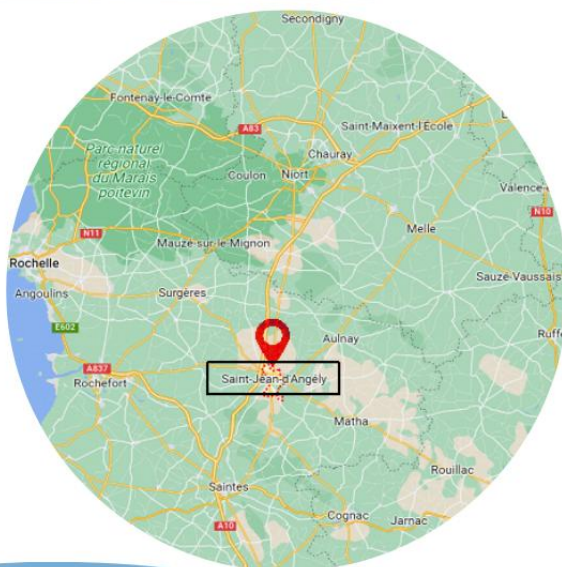 Secondigny
Fontenay-le-Comte
A83
Saint-Maixent-l'École
Parc naturel
régional
du Marais
poitevin
Chauray
Coulon
Niort
Valence-
N10
N11
Melle
Mauzé-sur-le-Mignon
Rochelle
Sauzé-Vaussais
Angoulins
Surgères
E602
Aulnay
Ruffe
A837
Rochefort
Saint-Jean-d'Angély
Matha
Rouillac
Saintes
Cognac
Jarnac
A10